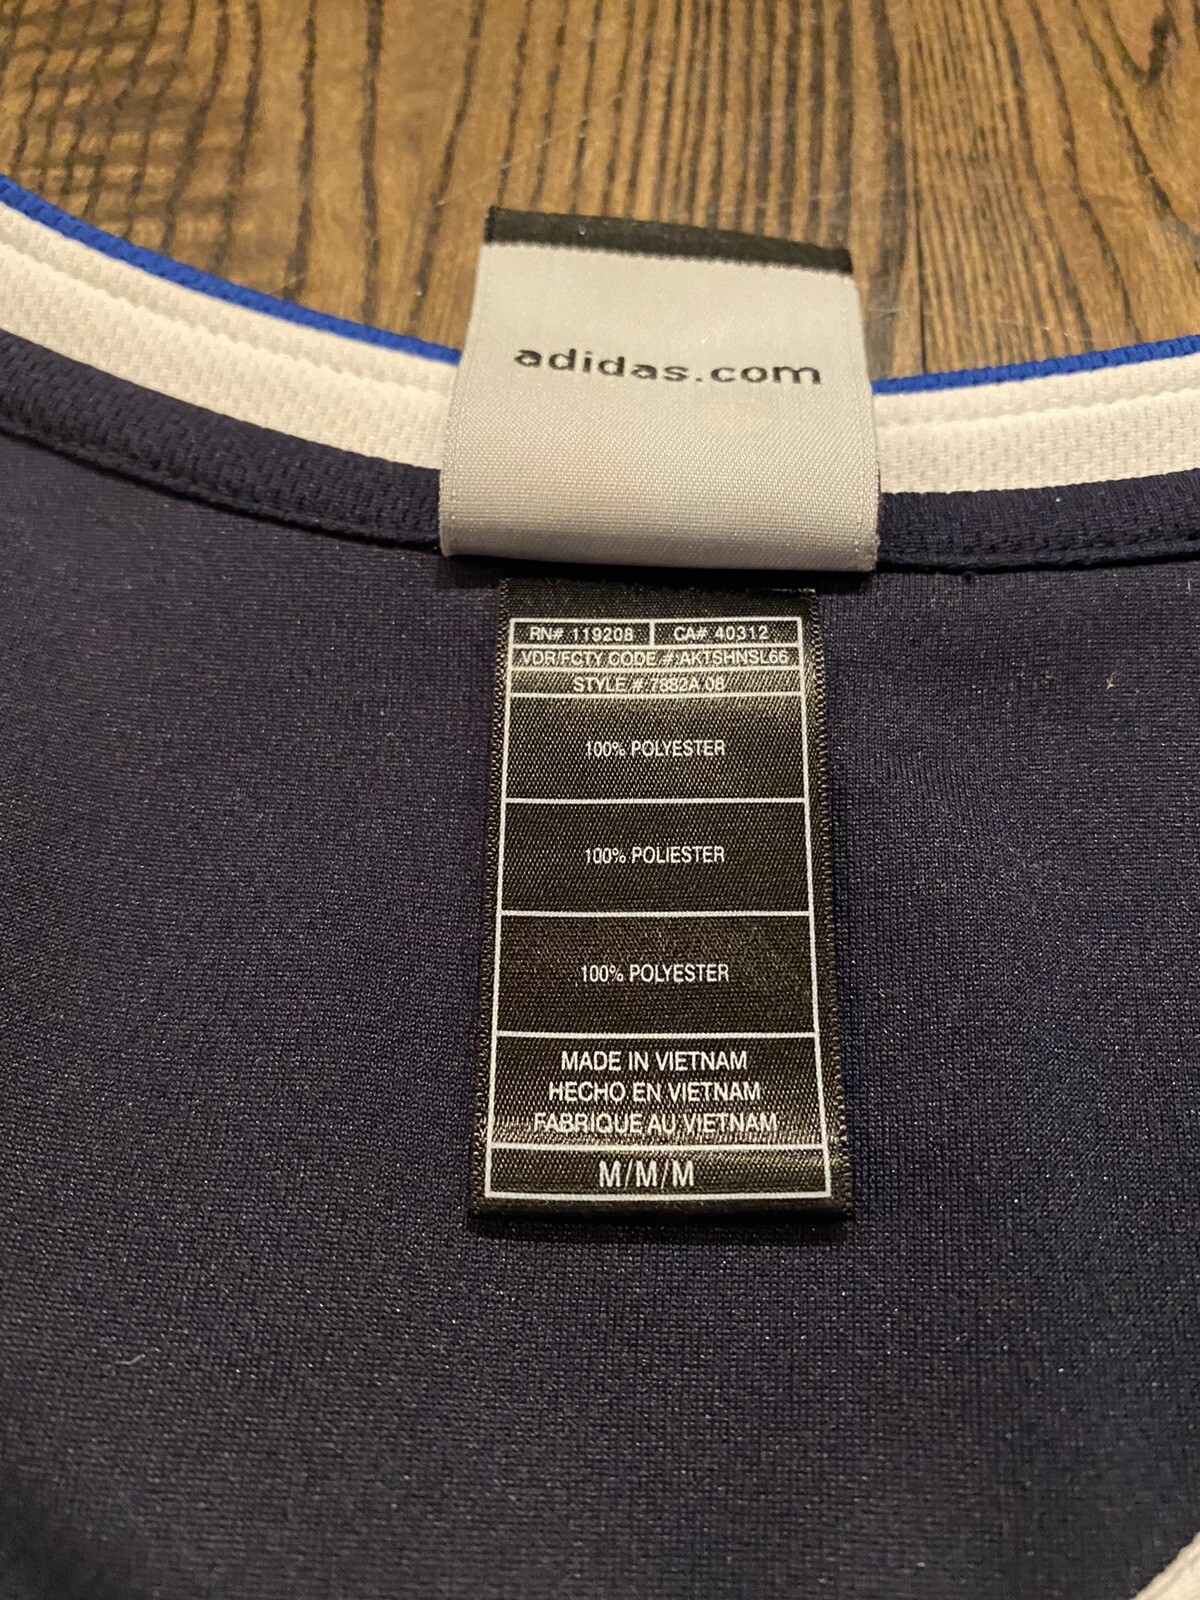 adidas.com
RN# 119208 CA# 40312
VDR/FCTY CODE # AKTSHNSL66
STYLE # 7882A 08
100% POLYESTER
100% POLIESTER
100% POLYESTER
MADE IN VIETNAM
HECHO EN VIETNAM
FABRIQUE AU VIETNAM
M/M/M